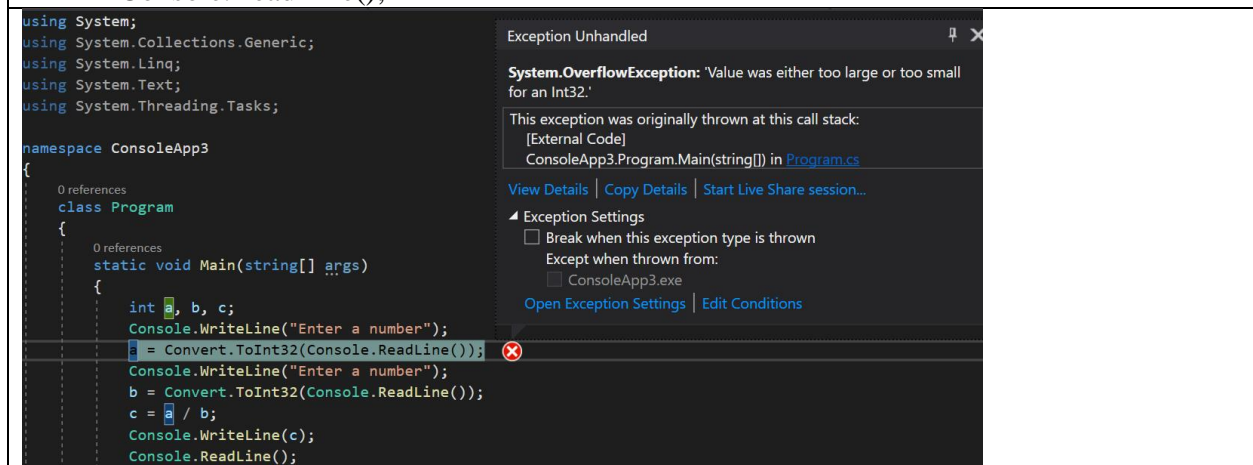 Console.ReadLine();
using System;
using System.Collections.Generic;
using System.Linq;
using System.Text;
using System.Threading.Tasks;
namespace ConsoleApp3
{
0 references
class Program
{
0 references
static void Main(string[] args)
{
int a, b, c;
Console.WriteLine("Enter a number");
a = Convert.ToInt32(Console.ReadLine());
Console.WriteLine("Enter a number");
b = Convert.ToInt32(Console.ReadLine());
c = a / b;
Console.WriteLine(c);
Console.ReadLine();
Exception Unhandled
System.OverflowException: 'Value was either too large or too small
for an Int32.'
This exception was originally thrown at this call stack:
[External Code]
ConsoleApp3.Program.Main(string[]) in Program.cs
View Details | Copy Details | Start Live Share session...
Exception Settings
Break when this exception type is thrown
Except when thrown from:
ConsoleApp3.exe
Open Exception Settings | Edit Conditions